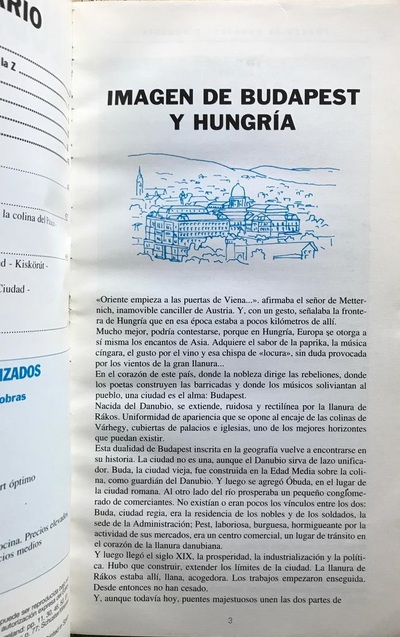 ARIO
la Z
la colina del
d - Kiskörút -
Ciudad -
IZADOS
obras
rt óptimo
ocina. Precios elevados
cios medios
puede ser reproducida
autorización expresa de
IMAGEN DE BUDAPEST
Y HUNGRÍA
«Oriente empieza a las puertas de Viena...». afirmaba el señor de Metter-
nich, inamovible canciller de Austria. Y, con un gesto, señalaba la fronte-
ra de Hungría que en esa época estaba a pocos kilómetros de allí.
Mucho mejor, podría contestarse, porque en Hungría, Europa se otorga a
sí misma los encantos de Asia. Adquiere el sabor de la paprika, la música
cíngara, el gusto por el vino y esa chispa de «locura», sin duda provocada
por los vientos de la gran llanura...
En el corazón de este país, donde la nobleza dirige las rebeliones, donde
los poetas construyen las barricadas y donde los músicos soliviantan al
pueblo, una ciudad es el alma: Budapest.
Nacida del Danubio, se extiende, ruidosa y rectilínea por la llanura de
Rákos. Uniformidad de apariencia que se opone al encaje de las colinas de
Várhegy, cubiertas de palacios e iglesias, uno de los mejores horizontes
que puedan existir.
Esta dualidad de Budapest inscrita en la geografía vuelve a encontrarse en
su historia. La ciudad no es una, aunque el Danubio sirva de lazo unifica-
dor. Buda, la ciudad vieja, fue construida en la Edad Media sobre la coli-
na, como guardián del Danubio. Y luego se agregó Óbuda, en el lugar de
la ciudad romana. Al otro lado del río prosperaba un pequeño conglome-
rado de comerciantes. No existían o eran pocos los vínculos entre los dos:
Buda, ciudad regia, era la residencia de los nobles y de los soldados, la
sede de la Administración; Pest, laboriosa, burguesa, hormigueante por la
actividad de sus mercados, era un centro comercial, un lugar de tránsito en
el corazón de la llanura danubiana.
Y luego llegó el siglo XIX, la prosperidad, la industrialización y la políti-
ca. Hubo que construir, extender los límites de la ciudad. La llanura de
Rákos estaba allí, llana, acogedora. Los trabajos empezaron enseguida.
Desde entonces no han cesado.
Y, aunque todavía hoy, puentes majestuosos unen las dos partes de
3